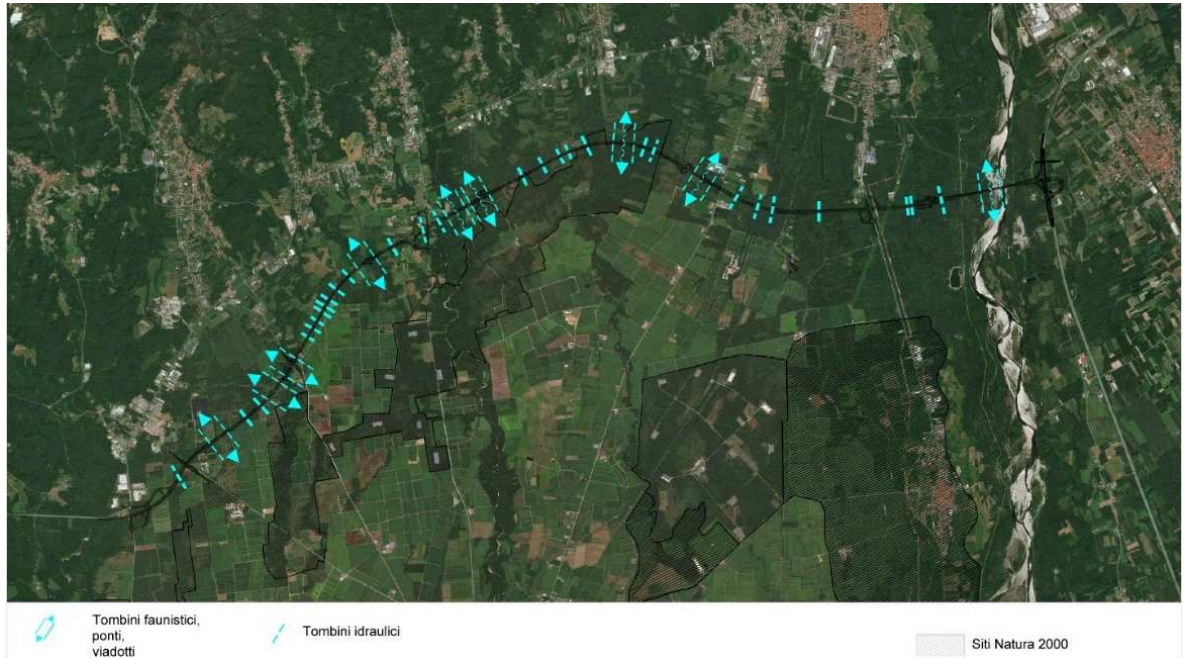 Tombini faunistici,
ponti,
viadotti
Tombini idraulici
Siti Natura 2000